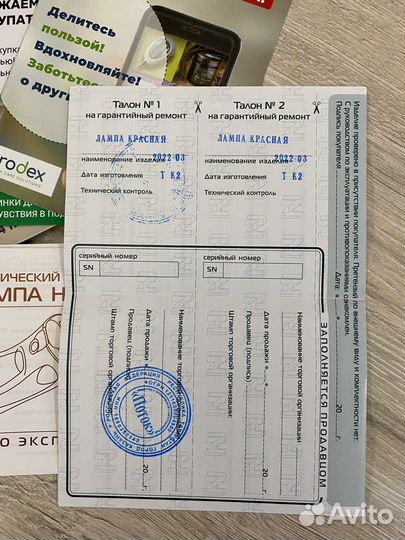 Делитесь
пользой!
Вдохновляйте!
Заботьтесь
о други
rodex
CARE SOLUTIONS
Талон № 1
на гарантийный ремонт
ЛАМПА КРАСНАЯ
наименование изделия 2022-03
Дата изготовления Т К2
Технический контроль
серийный номер
SN
Наименование торговой организации
Дата продажи «
Продавец (подпись)
Штамп торговой организации
20 г.
Талон № 2
на гарантийный ремонт
ЛАМПА КРАСНАЯ
наименование изделия 2022-03
Дата изготовления Т К2
Технический контроль
серийный номер
SN
Наименование торговой организации
Дата продажи «
Продавец (подпись)
Штамп торговой организации:
20 г.
ЗАПОЛНЯЕТСЯ ПРОДАВЦОМ
Изделие проверено в присутствии покупателя. Претензий по внешнему виду и комплектности нет.
С руководством по эксплуатации и противопоказаниями ознакомлен.
Подпись покупателя
Дата: « » 20 г.
Avito